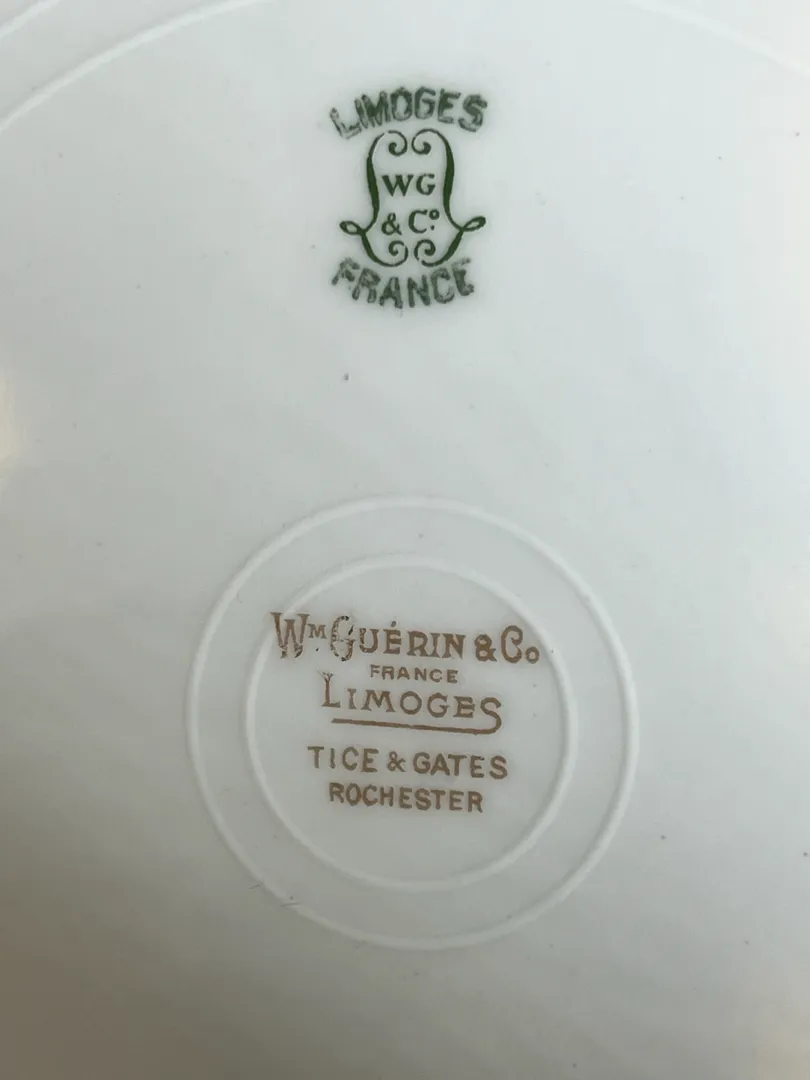 LIMOGES
WG
& Co.
FRANCE
WM GUÉRIN & Co
FRANCE
LIMOGES
TICE & GATES
ROCHESTER